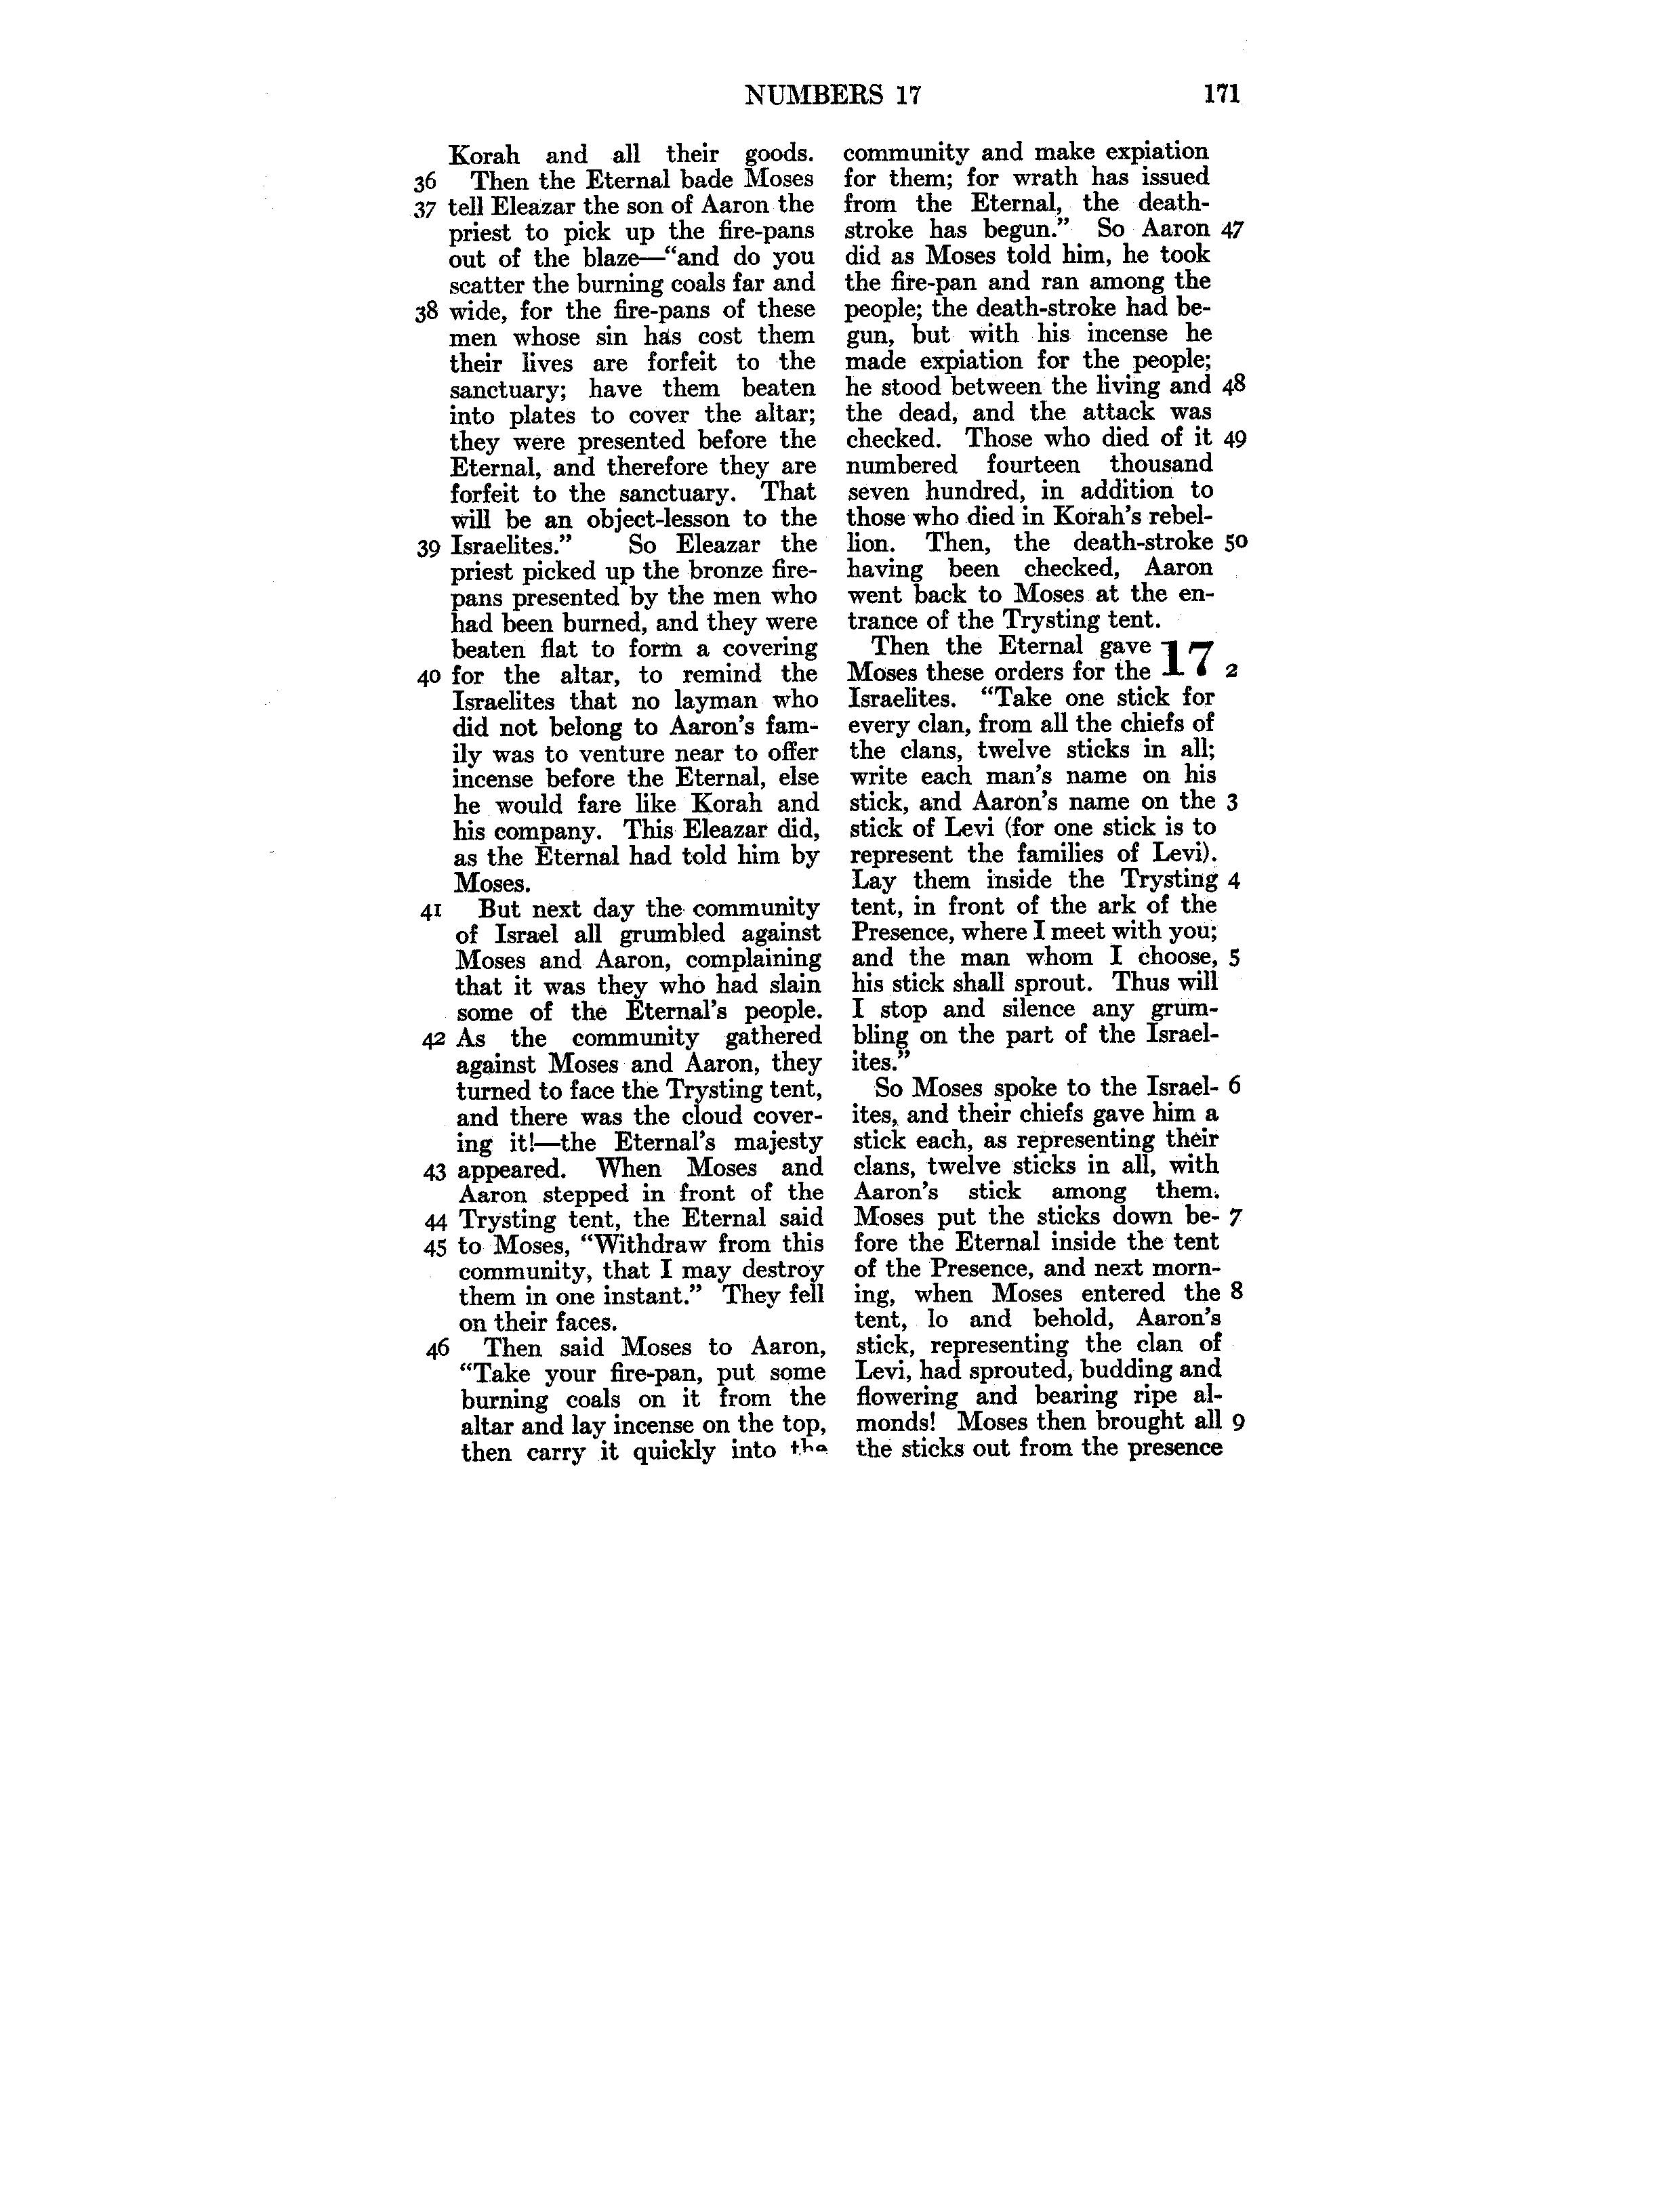 NUMBERS 17 171
Korah and all their goods.
36 Then the Eternal bade Moses
37 tell Eleazar the son of Aaron the
priest to pick up the fire-pans
out of the blaze—“and do you
scatter the burning coals far and
38 wide, for the fire-pans of these
men whose sin has cost them
their lives are forfeit to the
sanctuary; have them beaten
into plates to cover the altar;
they were presented before the
Eternal, and therefore they are
forfeit to the sanctuary. That
will be an object-lesson to the
39 Israelites.” So Eleazar the
priest picked up the bronze fire-
pans presented by the men who
had been burned, and they were
beaten flat to form a covering
40 for the altar, to remind the
Israelites that no layman who
did not belong to Aaron’s fam-
ily was to venture near to offer
incense before the Eternal, else
he would fare like Korah and
his company. This Eleazar did,
as the Eternal had told him by
Moses.
41 But next day the community
of Israel all grumbled against
Moses and Aaron, complaining
that it was they who had slain
some of the Eternal’s people.
42 As the community gathered
against Moses and Aaron, they
turned to face the Trysting tent,
and there was the cloud cover-
ing it!—the Eternal’s majesty
43 appeared. When Moses and
Aaron stepped in front of the
44 Trysting tent, the Eternal said
45 to Moses, “Withdraw from this
community, that I may destroy
them in one instant.” They fell
on their faces.
46 Then said Moses to Aaron,
“Take your fire-pan, put some
burning coals on it from the
altar and lay incense on the top,
then carry it quickly into the
community and make expiation
for them; for wrath has issued
from the Eternal, the death-
stroke has begun.” So Aaron 47
did as Moses told him, he took
the fire-pan and ran among the
people; the death-stroke had be-
gun, but with his incense he
made expiation for the people;
he stood between the living and 48
the dead, and the attack was
checked. Those who died of it 49
numbered fourteen thousand
seven hundred, in addition to
those who died in Korah’s rebel-
lion. Then, the death-stroke 50
having been checked, Aaron
went back to Moses at the en-
trance of the Trysting tent.
Then the Eternal gave 17
Moses these orders for the 2
Israelites. “Take one stick for
every clan, from all the chiefs of
the clans, twelve sticks in all;
write each man’s name on his
stick, and Aaron’s name on the 3
stick of Levi (for one stick is to
represent the families of Levi).
Lay them inside the Trysting 4
tent, in front of the ark of the
Presence, where I meet with you;
and the man whom I choose, 5
his stick shall sprout. Thus will
I stop and silence any grum-
bling on the part of the Israel-
ites.”
So Moses spoke to the Israel- 6
ites, and their chiefs gave him a
stick each, as representing their
clans, twelve sticks in all, with
Aaron’s stick among them.
Moses put the sticks down be- 7
fore the Eternal inside the tent
of the Presence, and next morn-
ing, when Moses entered the 8
tent, lo and behold, Aaron’s
stick, representing the clan of
Levi, had sprouted, budding and
flowering and bearing ripe al-
monds! Moses then brought all 9
the sticks out from the presence